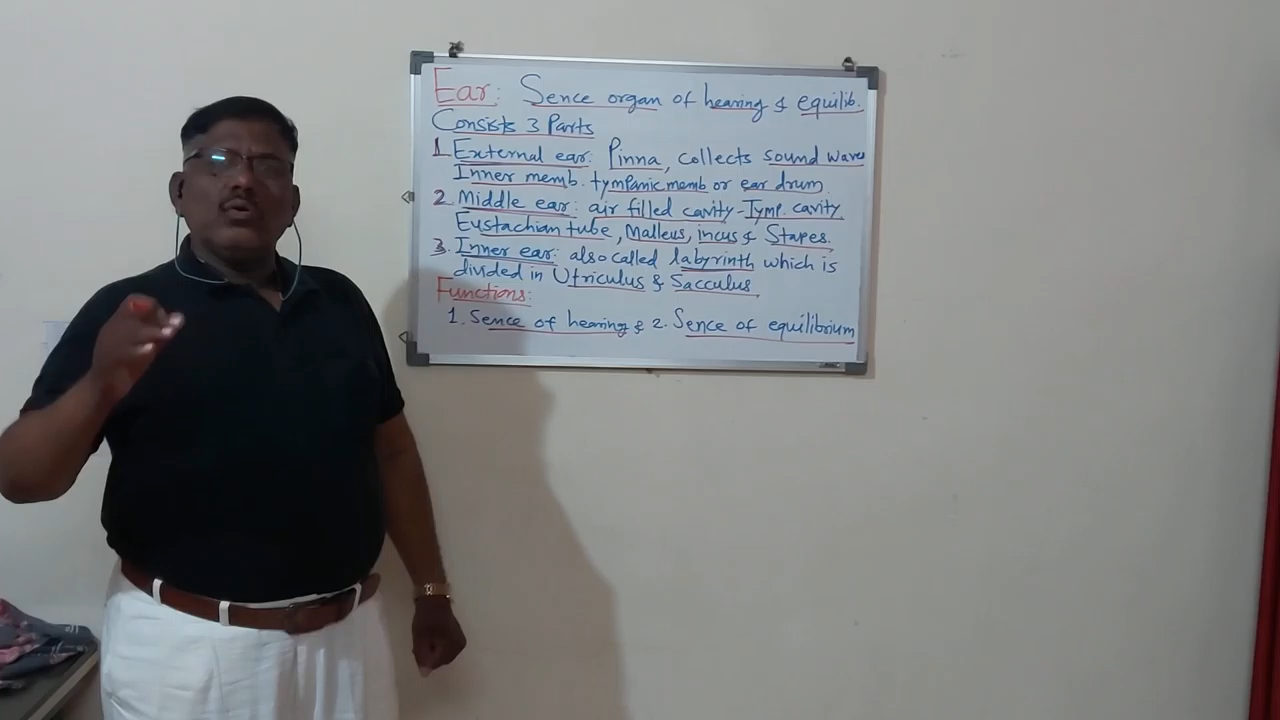 Ear: Sence organ of hearing & equilib.
Consists 3 Parts
1. External ear: Pinna, collects sound waves
Inner memb. tympanic memb or ear drum.
2. Middle ear: air filled cavity-Tymp. cavity.
Eustachian tube, Malleus, incus & Stapes.
3. Inner ear: also called labyrinth which is
divided in Utriculus & Sacculus.
Functions:
1. Sence of hearing & 2. Sence of equilibrium